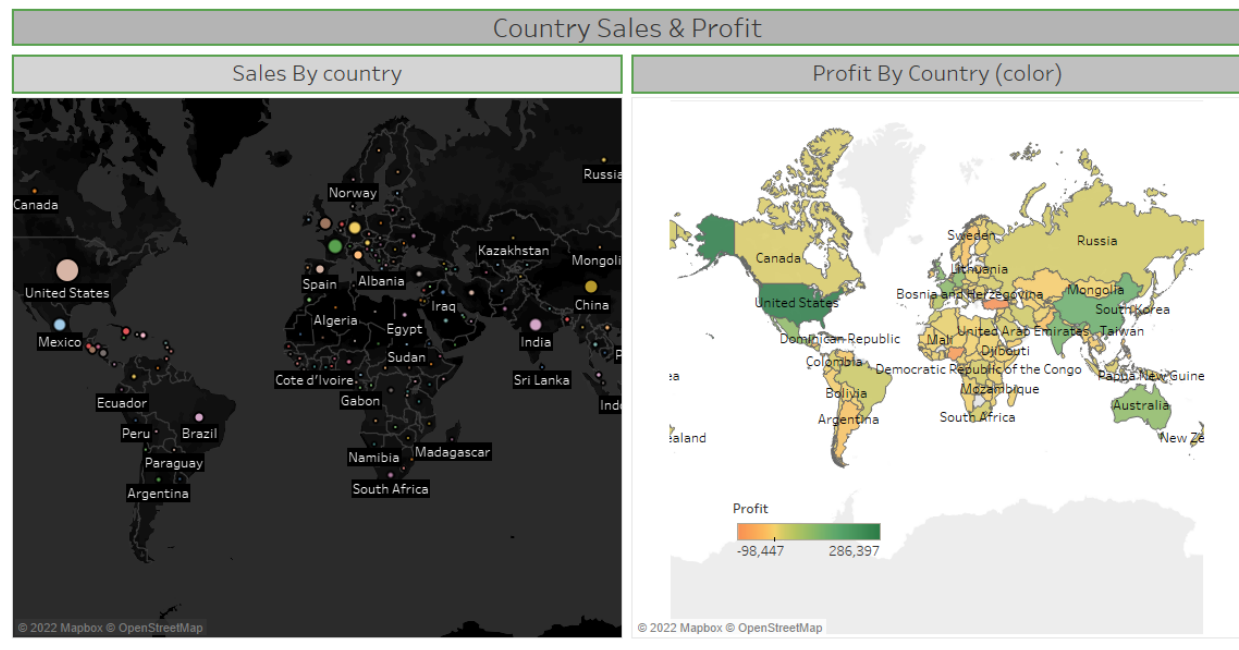 Country Sales & Profit
Sales By country
Profit By Country (color)
Norway
Russia
Canada
Kazakhstan
Mongoli
Spain
Albania
United States
China
Iraq
Algeria
Egypt
Mexico
India
Sudan
Cote d'Ivoire
Sri Lanka
Gabon
Ecuador
Ind
Peru
Brazil
Madagascar
Namibia
Paraguay
South Africa
Argentina
© 2022 Mapbox © OpenStreetMap
Sweden
Russia
Canada
Lithuania
Mongolia
Bosnia and Herzegovina
United States
South Korea
United Arab Emirates
Taiwan
Dominican Republic
Mali
Djibouti
Colombia
Democratic Republic of the Congo
Papua New Guine
Mozambique
Bolivia
Australia
Argentina
South Africa
ealand
New Ze
Profit
-98,447
286,397
© 2022 Mapbox © OpenStreetMap